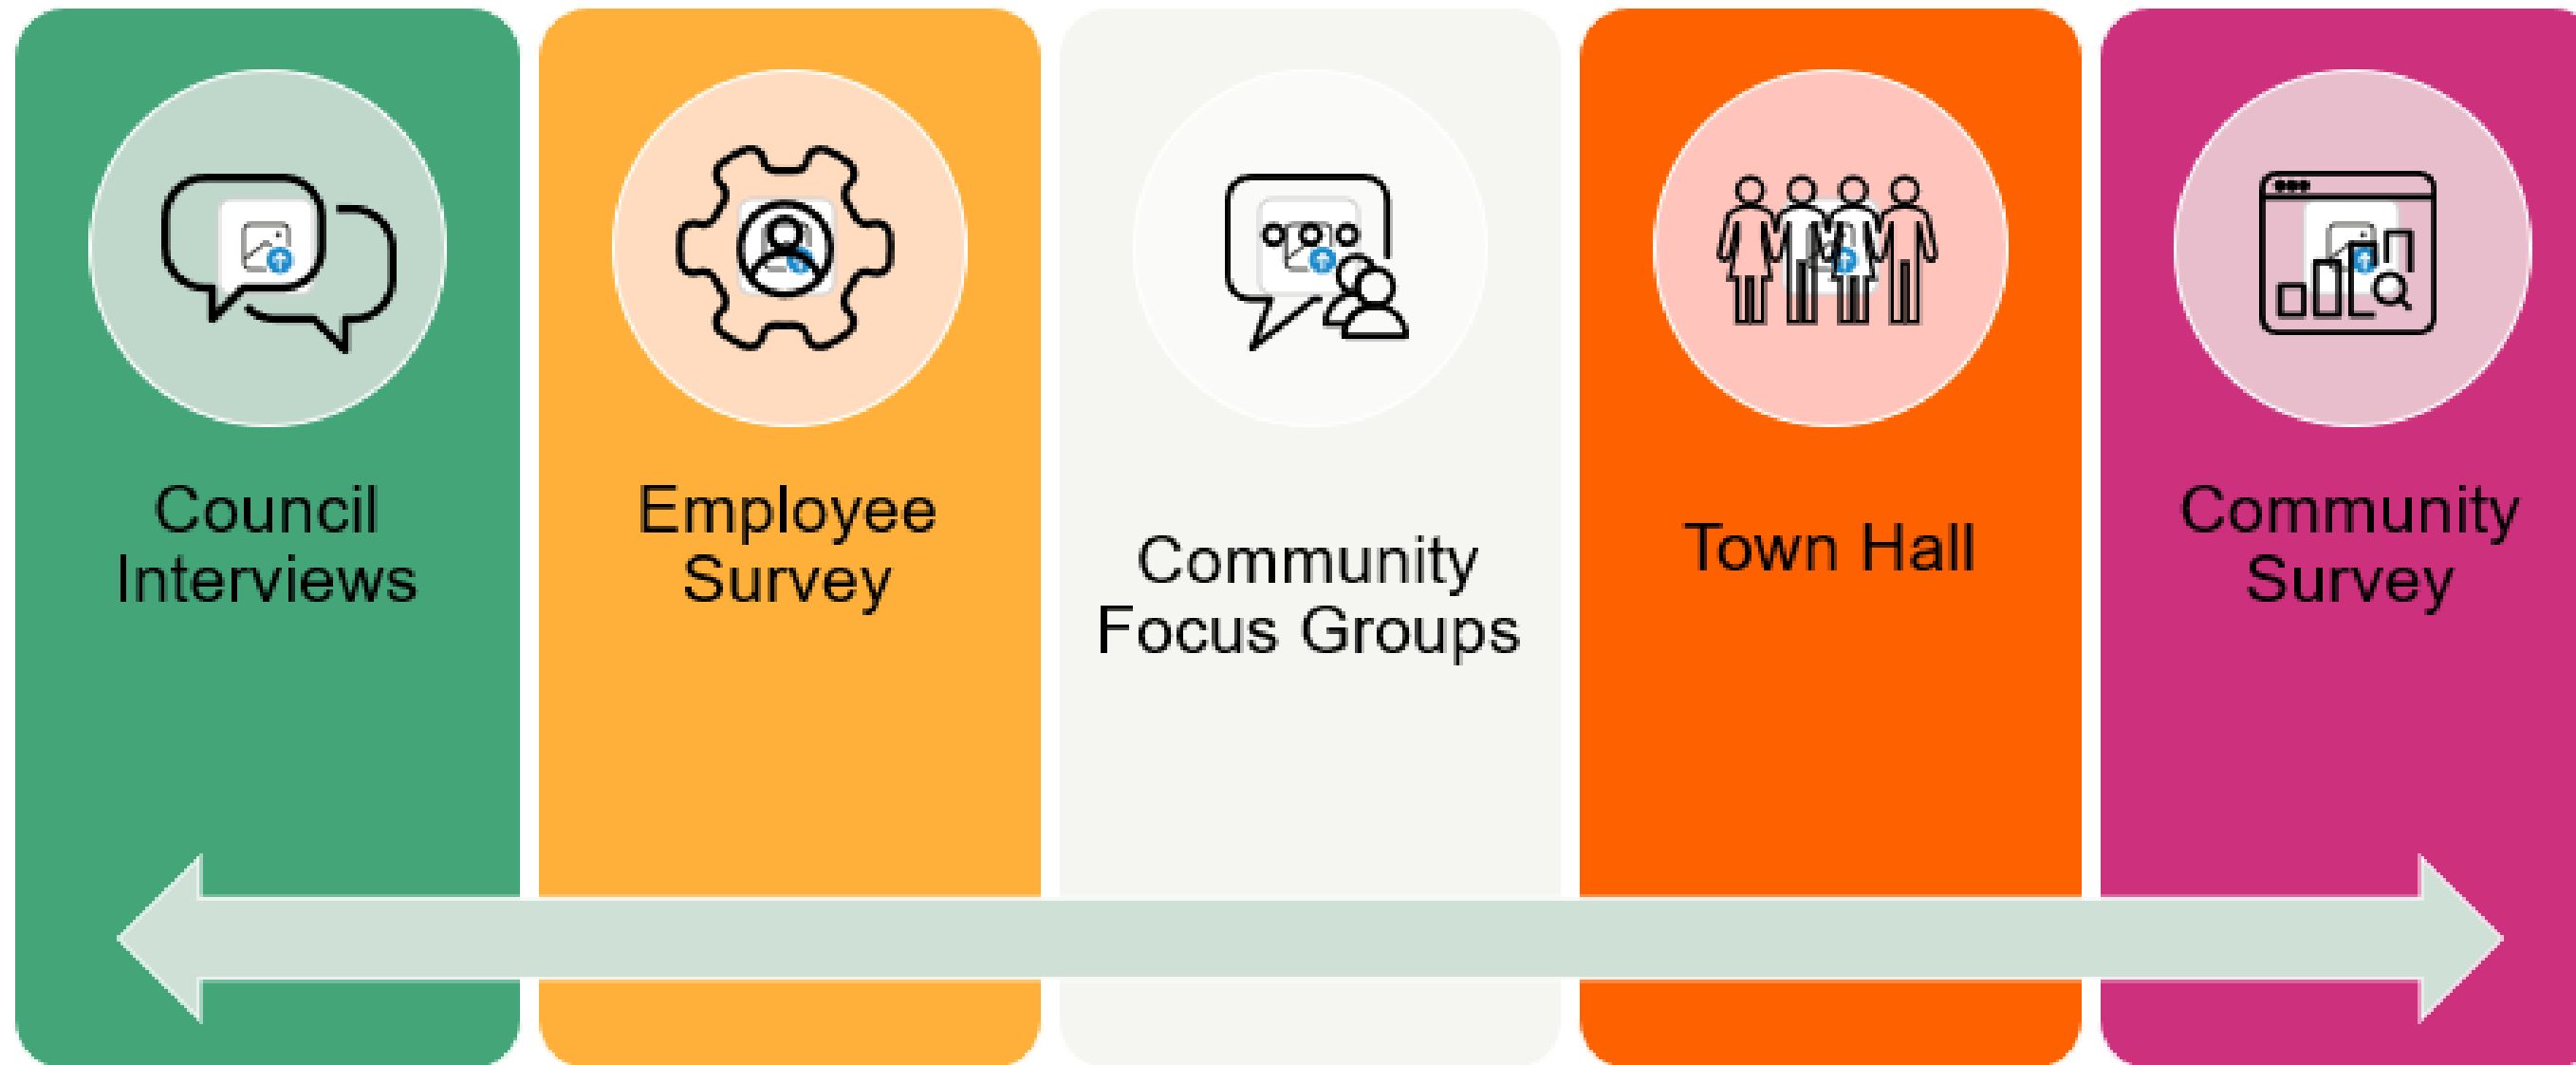 Council
Interviews
Employee
Survey
Community
Focus Groups
Town Hall
Community
Survey